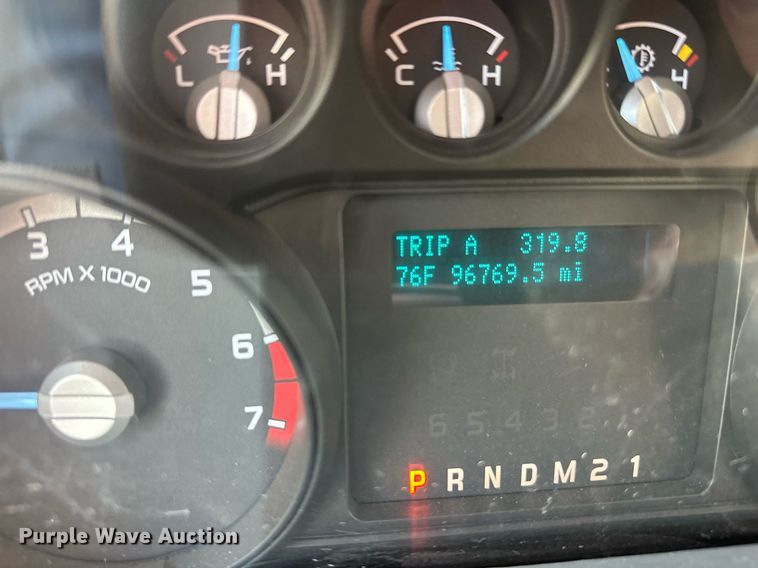 L H
C H
H
3 4 5 6 7
RPM X 1000
TRIP A 319.8
76F 96769.5 mi
6 5 4 3 2 1
P R N D M 2 1
Purple Wave Auction